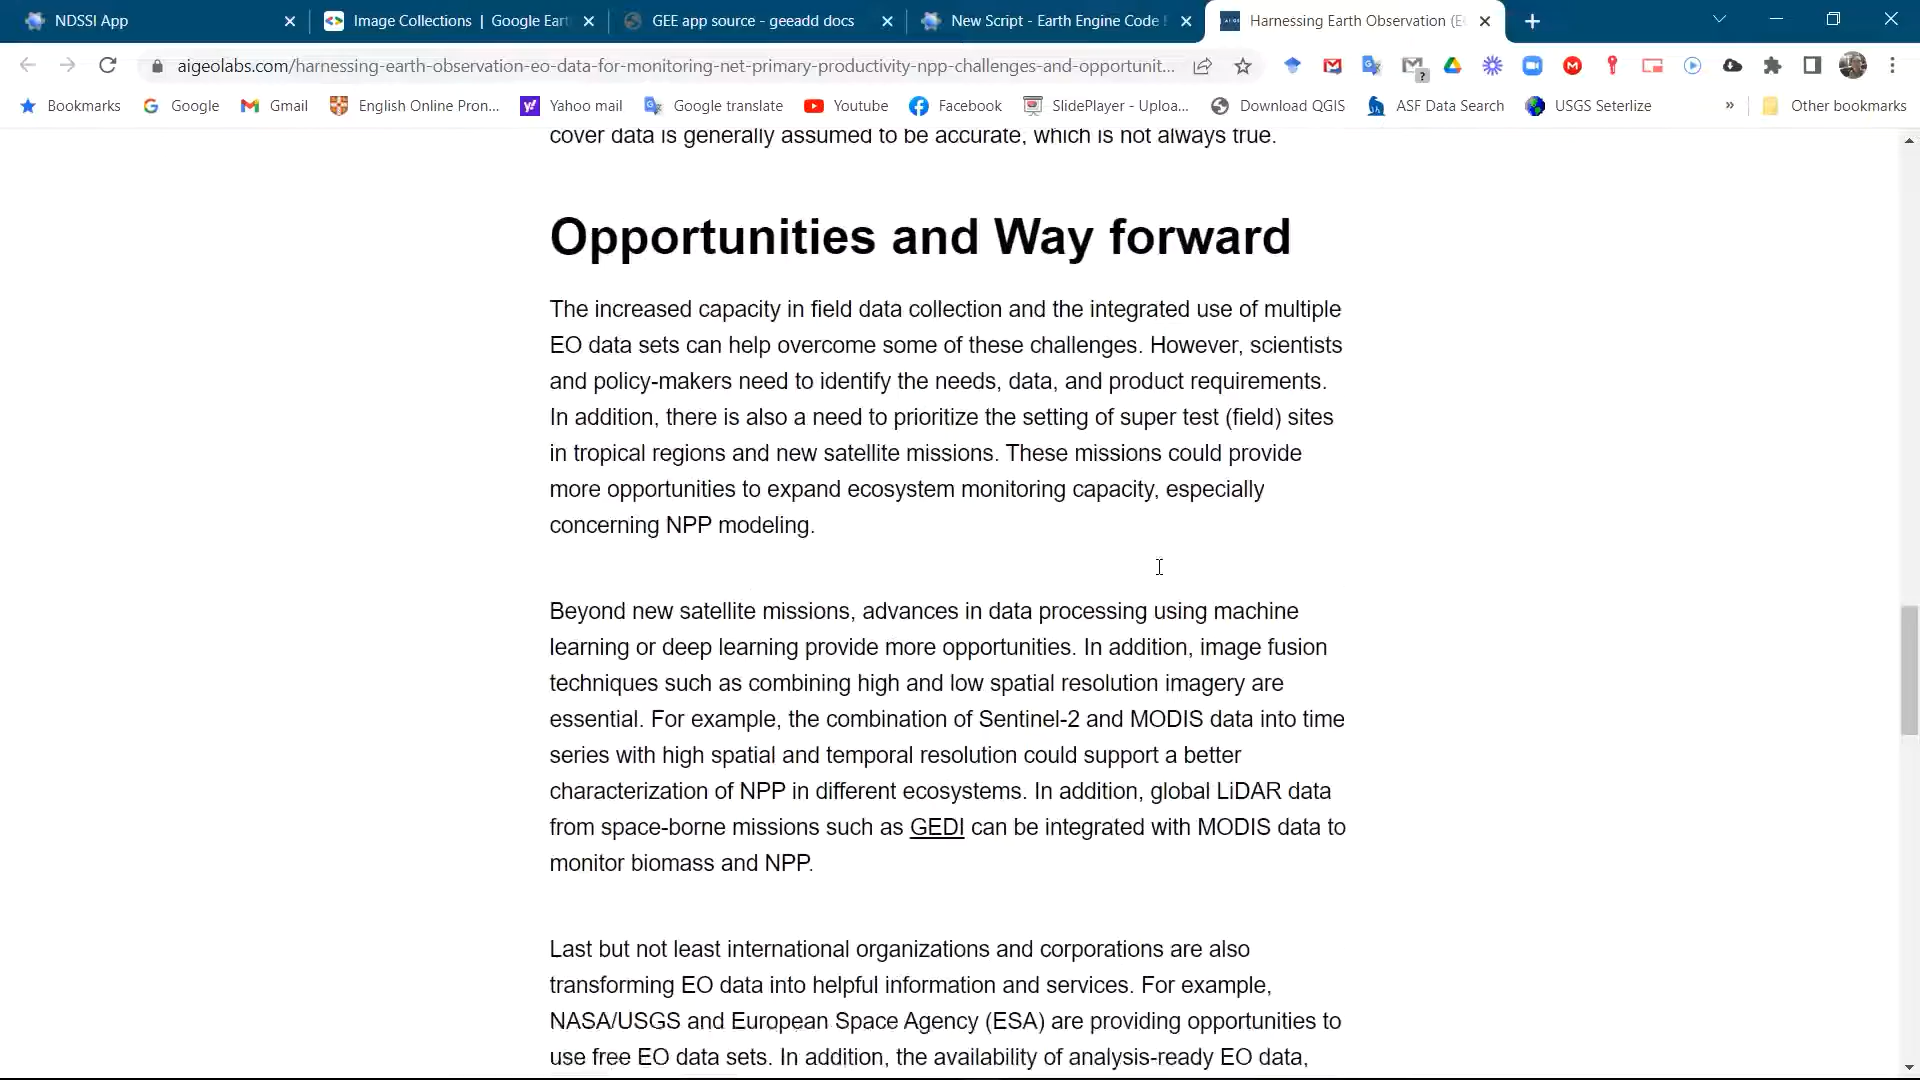 NDSSI App
Image Collections | Google Eart
GEE app source - geeadd docs
New Script - Earth Engine Code
Harnessing Earth Observation (E
aigeolabs.com/harnessing-earth-observation-eo-data-for-monitoring-net-primary-productivity-npp-challenges-and-opportunit...
Bookmarks
Google
Gmail
English Online Pron...
Yahoo mail
Google translate
Youtube
Facebook
SlidePlayer - Uploa...
Download QGIS
ASF Data Search
USGS Seterlize
»
Other bookmarks
cover data is generally assumed to be accurate, which is not always true.
Opportunities and Way forward
The increased capacity in field data collection and the integrated use of multiple
EO data sets can help overcome some of these challenges. However, scientists
and policy-makers need to identify the needs, data, and product requirements.
In addition, there is also a need to prioritize the setting of super test (field) sites
in tropical regions and new satellite missions. These missions could provide
more opportunities to expand ecosystem monitoring capacity, especially
concerning NPP modeling.
Beyond new satellite missions, advances in data processing using machine
learning or deep learning provide more opportunities. In addition, image fusion
techniques such as combining high and low spatial resolution imagery are
essential. For example, the combination of Sentinel-2 and MODIS data into time
series with high spatial and temporal resolution could support a better
characterization of NPP in different ecosystems. In addition, global LiDAR data
from space-borne missions such as GEDI can be integrated with MODIS data to
monitor biomass and NPP.
Last but not least international organizations and corporations are also
transforming EO data into helpful information and services. For example,
NASA/USGS and European Space Agency (ESA) are providing opportunities to
use free EO data sets. In addition, the availability of analysis-ready EO data,